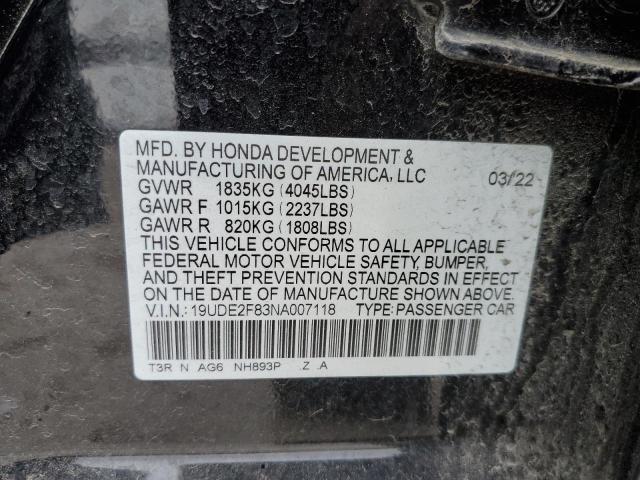 MFD. BY HONDA DEVELOPMENT &
MANUFACTURING OF AMERICA, LLC 03/22
GVWR 1835KG (4045LBS)
GAWR F 1015KG (2237LBS)
GAWR R 820KG (1808LBS)
THIS VEHICLE CONFORMS TO ALL APPLICABLE
FEDERAL MOTOR VEHICLE SAFETY, BUMPER,
AND THEFT PREVENTION STANDARDS IN EFFECT
ON THE DATE OF MANUFACTURE SHOWN ABOVE.
V.I.N.: 19UDE2F83NA007118 TYPE: PASSENGER CAR
T3R N AG6 NH893P .Z .A